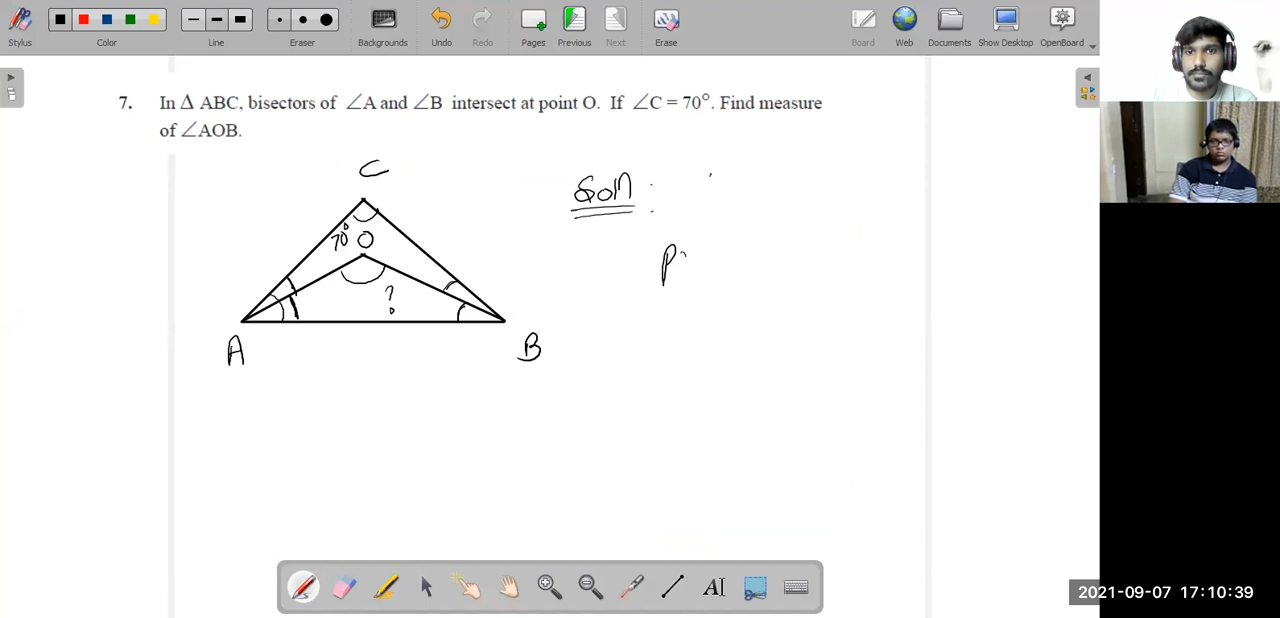 Stylus Color Line Eraser Backgrounds Undo Redo Pages Previous Next Erase Board Web Documents Show Desktop OpenBoard
7. In Δ ABC, bisectors of ∠A and ∠B intersect at point O. If ∠C = 70°. Find measure
of ∠AOB.
C
Soln :
70° O
P
?
A B
AI
2021-09-07 17:10:39